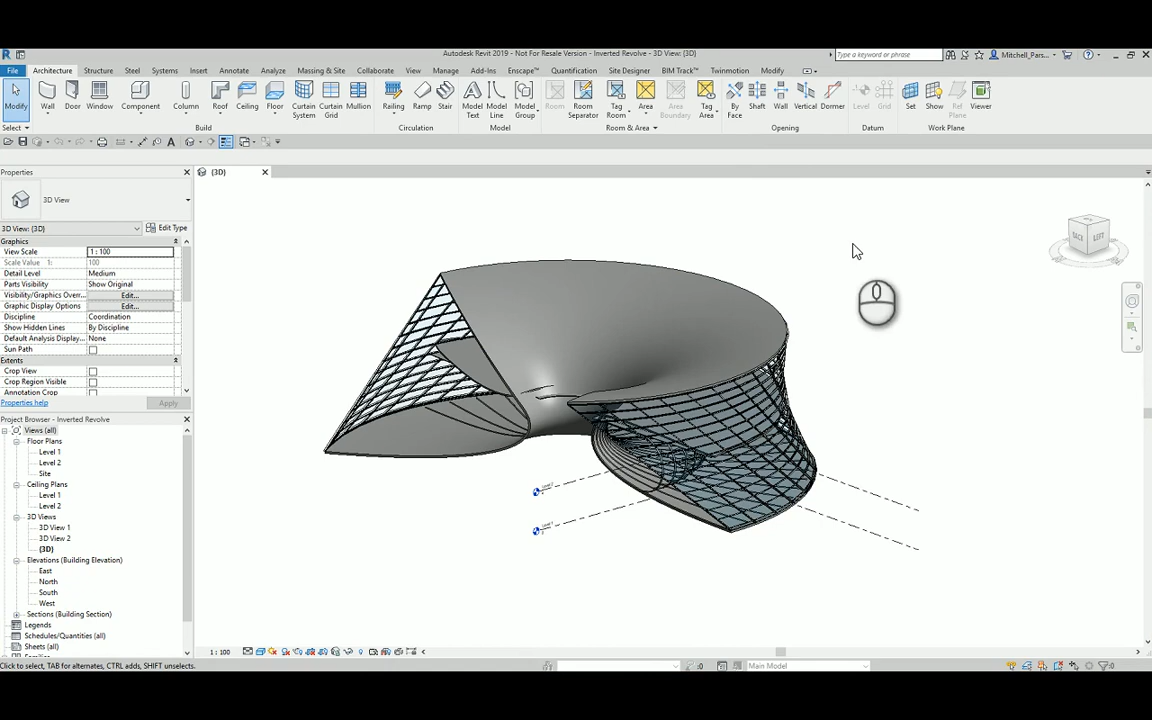 Autodesk Revit 2019 - Not For Resale Version - Inverted Revolve - 3D View: {3D}
Type a keyword or phrase
Mitchell_Pars...
File Architecture Structure Steel Systems Insert Annotate Analyze Massing & Site Collaborate View Manage Add-Ins Enscape™ Quantification Site Designer BIM Track™ Twinmotion Modify
Modify Wall Door Window Component Column Roof Ceiling Floor Curtain System Curtain Grid Mullion Railing Ramp Stair Model Text Model Line Model Group Room Room Separator Tag Room Area Area Boundary Tag Area By Face Shaft Wall Vertical Dormer Level Grid Set Show Ref Plane Viewer
Select Build Circulation Model Room & Area Opening Datum Work Plane
Properties
{3D}
3D View
3D View: {3D}
Edit Type
Graphics
View Scale 1 : 100
Scale Value 1: 100
Detail Level Medium
Parts Visibility Show Original
Visibility/Graphics Over... Edit...
Graphic Display Options Edit...
Discipline Coordination
Show Hidden Lines By Discipline
Default Analysis Display... None
Sun Path
Extents
Crop View
Crop Region Visible
Annotation Crop
Properties help
Apply
Project Browser - Inverted Revolve
Views (all)
Floor Plans
Level 1
Level 2
Site
Ceiling Plans
Level 1
Level 2
3D Views
3D View 1
3D View 2
{3D}
Elevations (Building Elevation)
East
North
South
West
Sections (Building Section)
Legends
Schedules/Quantities (all)
Sheets (all)
BACK LEFT
1 : 100
Click to select, TAB for alternates, CTRL adds, SHIFT unselects.
:0
Main Model
:0